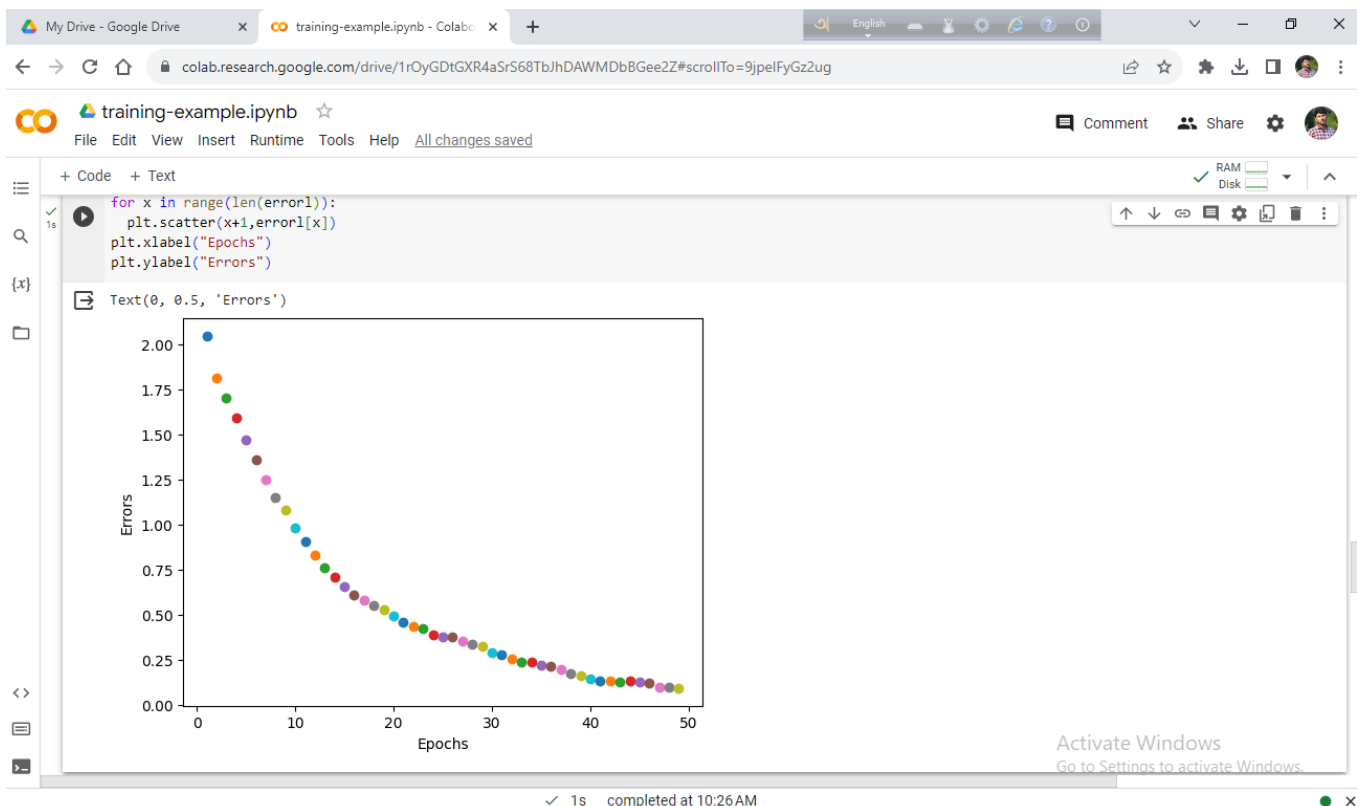 My Drive - Google Drive
training-example.ipynb - Colabo
English
colab.research.google.com/drive/1rOyGDtGXR4aSrS68TbJhDAWMDbBGee2Z#scrollTo=9jpelFyGz2ug
training-example.ipynb
Comment
Share
File Edit View Insert Runtime Tools Help All changes saved
+ Code + Text
RAM
Disk
1s
for x in range(len(errorl)):
plt.scatter(x+1,errorl[x])
plt.xlabel("Epochs")
plt.ylabel("Errors")
{x}
Text(0, 0.5, 'Errors')
2.00
1.75
1.50
1.25
1.00
0.75
0.50
0.25
0.00
Errors
0 10 20 30 40 50
Epochs
Activate Windows
Go to Settings to activate Windows.
1s completed at 10:26 AM